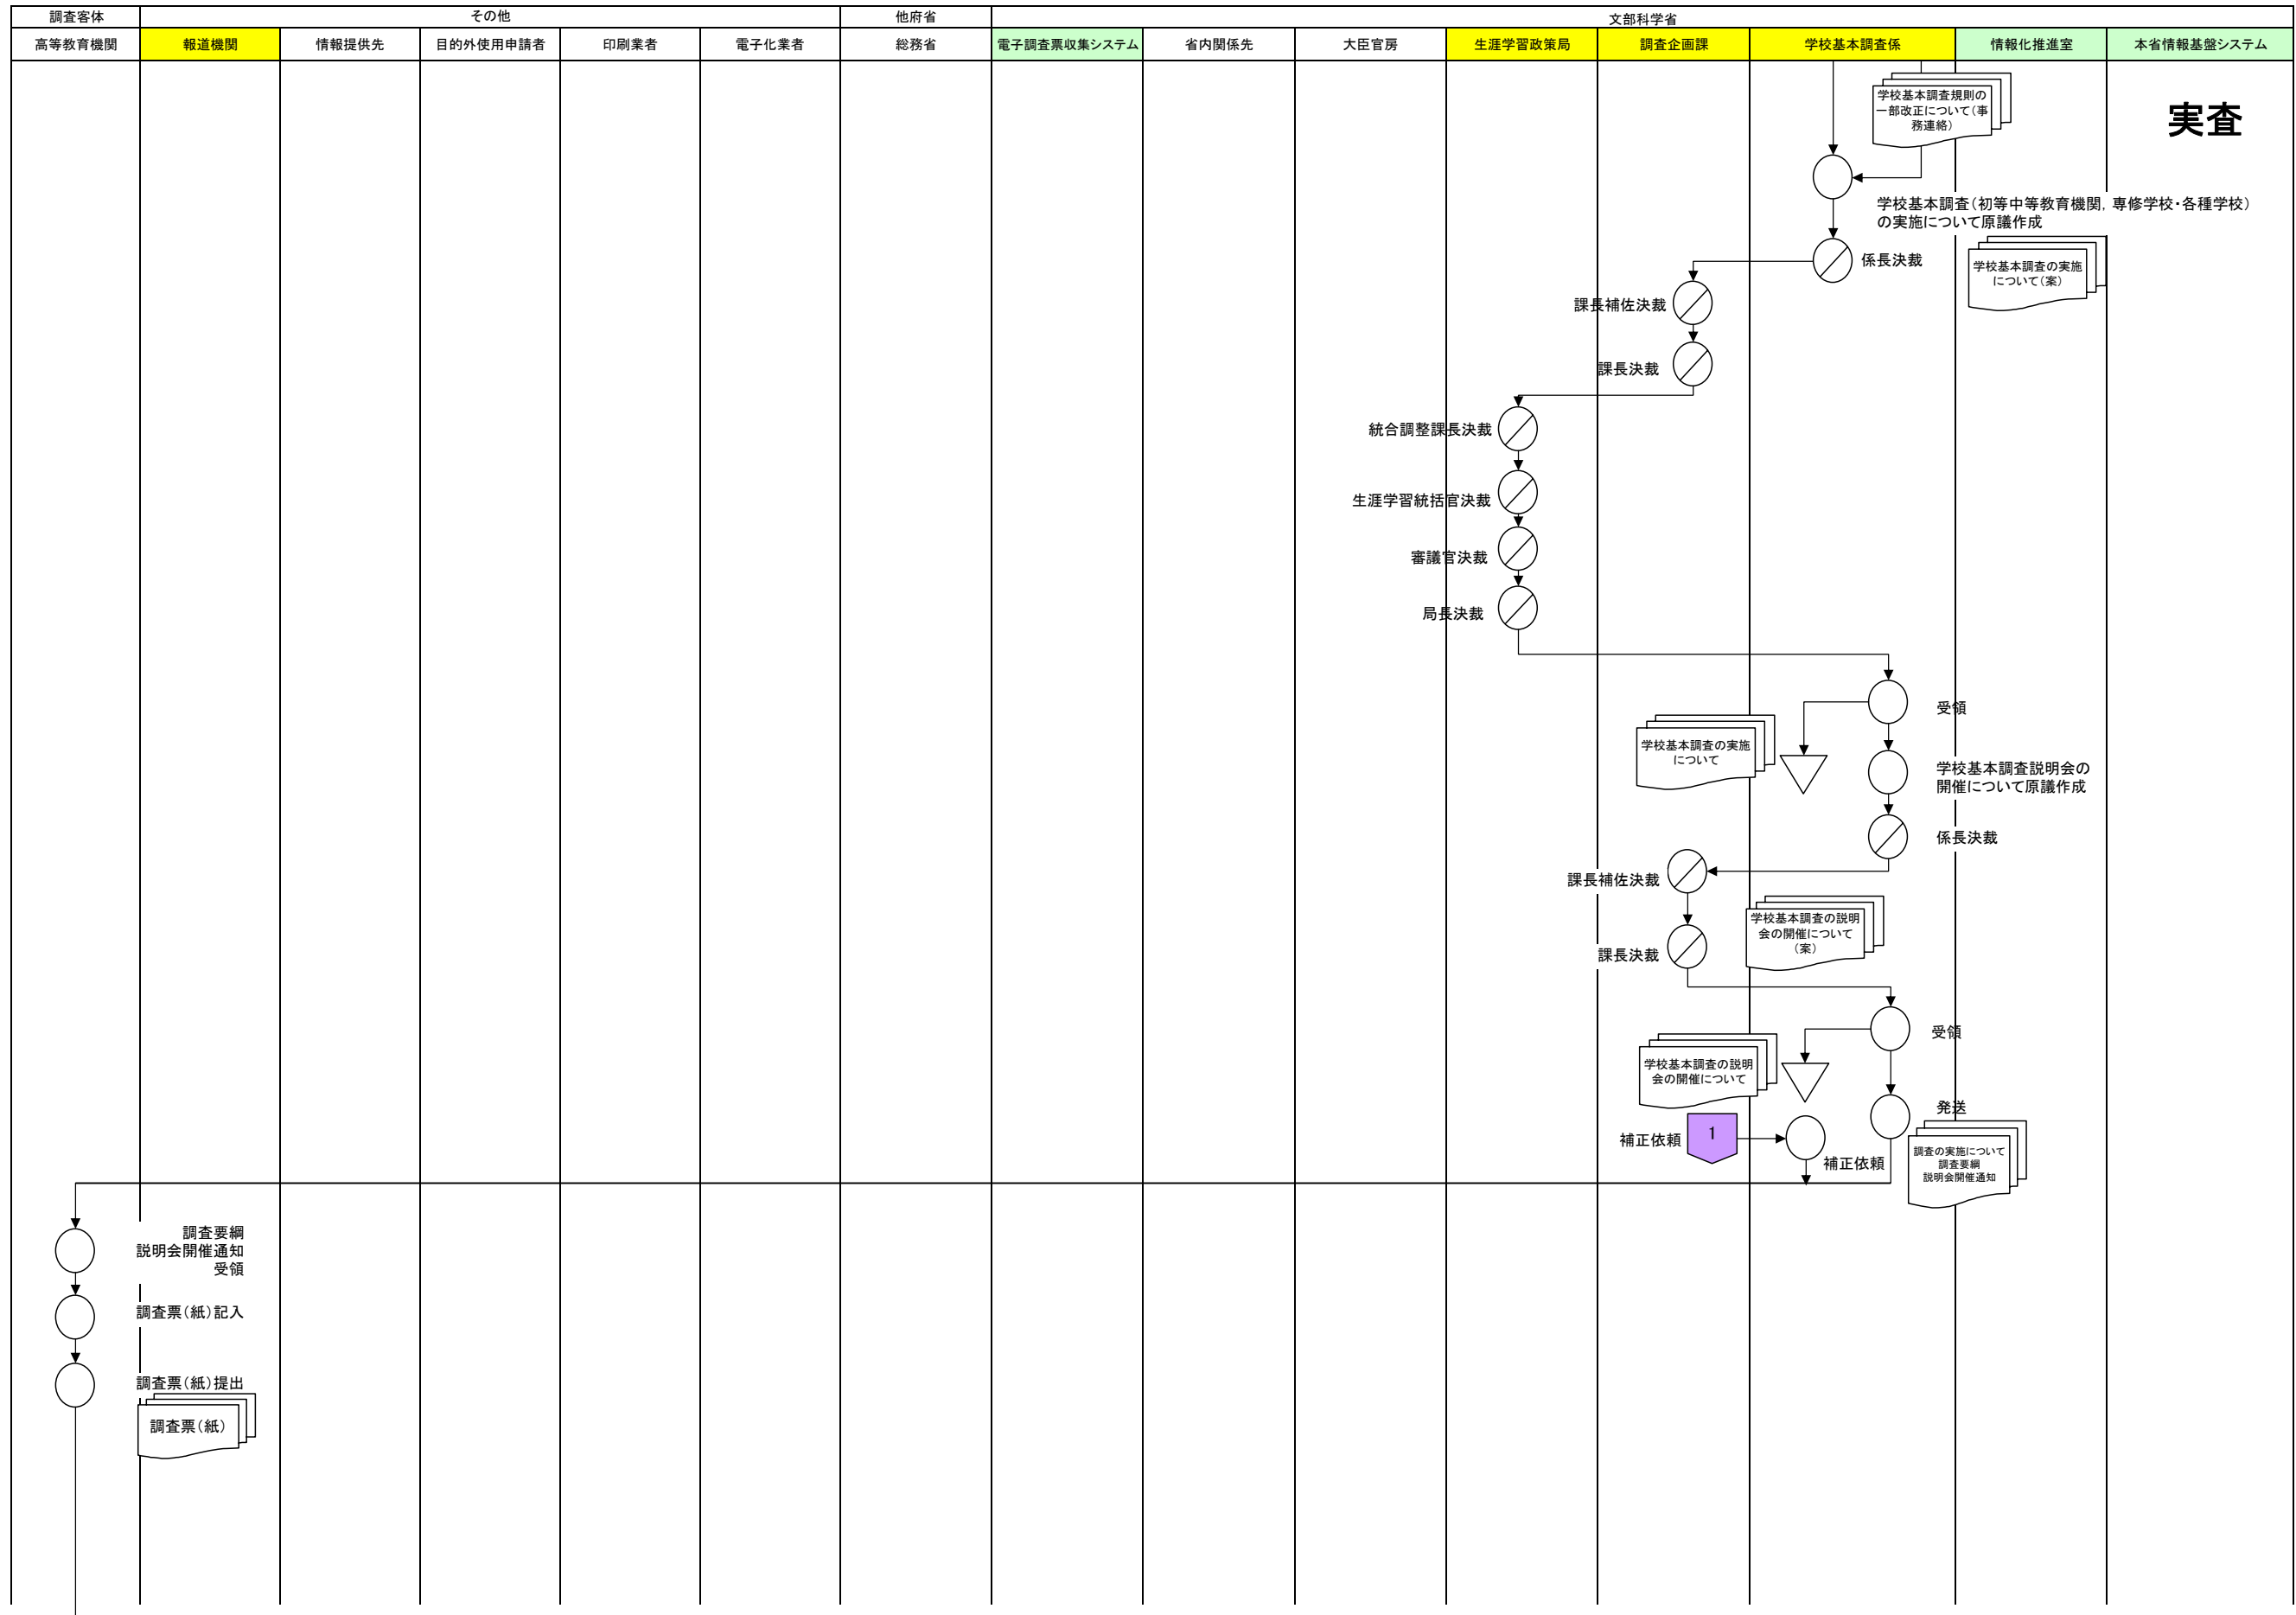 調査客体
その他
他府省
文部科学省
高等教育機関
報道機関
情報提供先
目的外使用申請者
印刷業者
電子化業者
総務省
電子調査票収集システム
省内関係先
大臣官房
生涯学習政策局
調査企画課
学校基本調査係
情報化推進室
本省情報基盤システム
実査
学校基本調査規則の
一部改正について（事
務連絡）
学校基本調査（初等中等教育機関，専修学校・各種学校）
の実施について原議作成
係長決裁
学校基本調査の実施
について（案）
課長補佐決裁
課長決裁
統合調整課長決裁
生涯学習統括官決裁
審議官決裁
局長決裁
受領
学校基本調査の実施
について
学校基本調査説明会の
開催について原議作成
係長決裁
課長補佐決裁
学校基本調査の説明
会の開催について
（案）
課長決裁
受領
学校基本調査の説明
会の開催について
発送
補正依頼
1
補正依頼
調査の実施について
調査要綱
説明会開催通知
調査要綱
説明会開催通知
受領
調査票（紙）記入
調査票（紙）提出
調査票（紙）